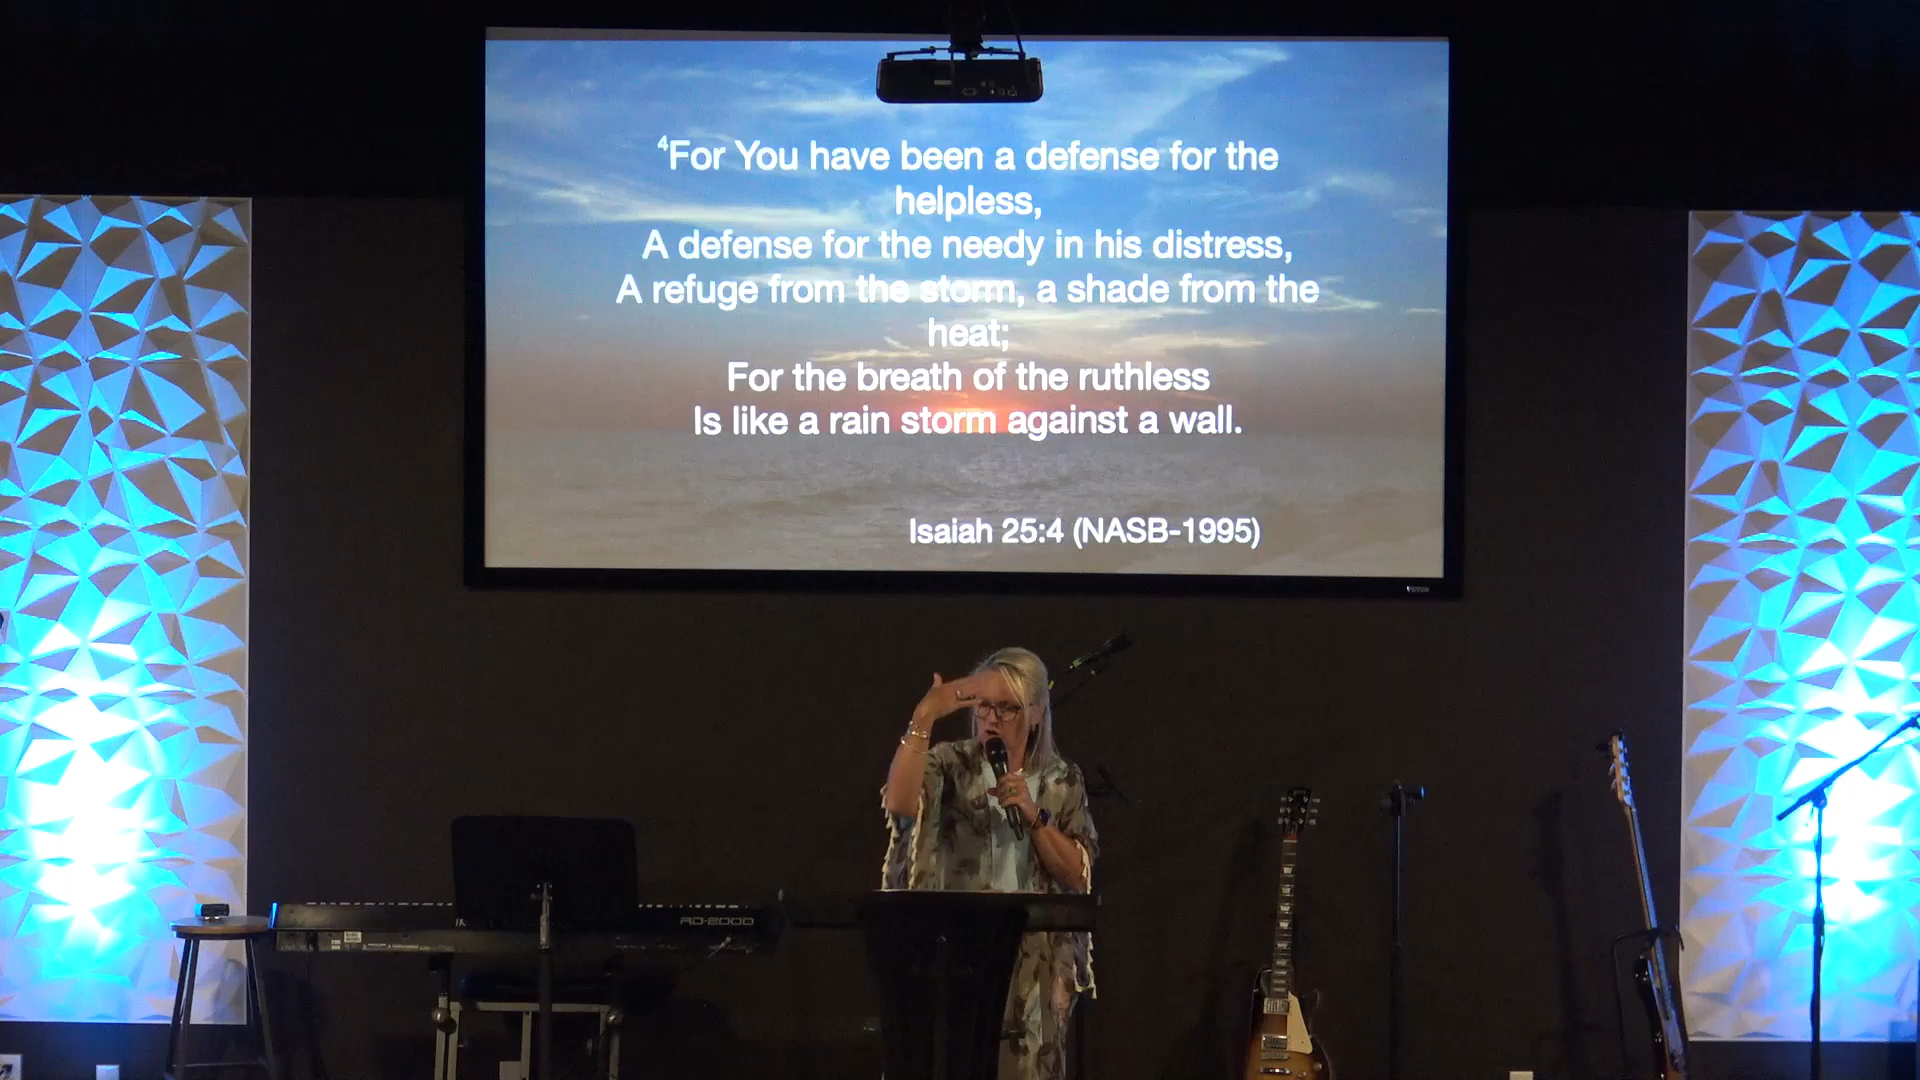 ⁴For You have been a defense for the
helpless,
A defense for the needy in his distress,
A refuge from the storm, a shade from the
heat;
For the breath of the ruthless
Is like a rain storm against a wall.
Isaiah 25:4 (NASB-1995)
RD-2000